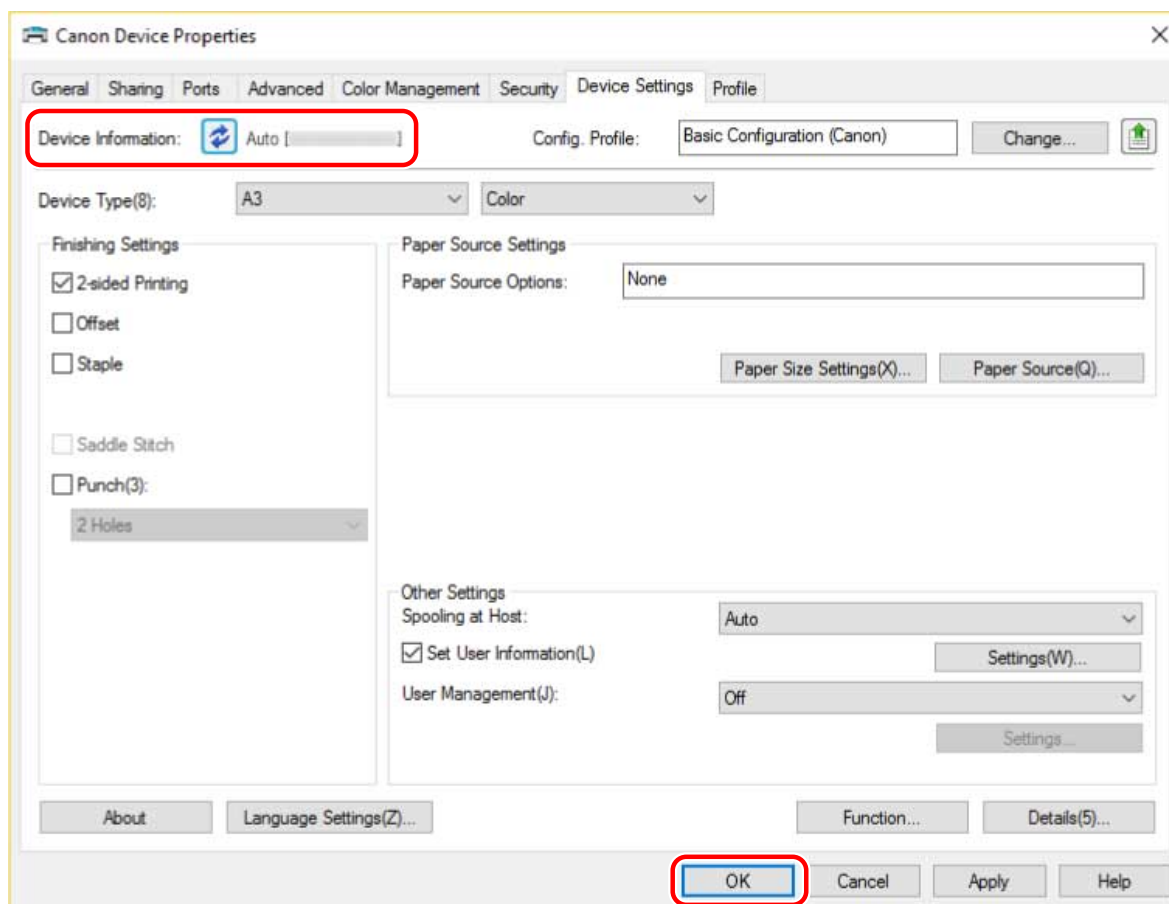 Canon Device Properties
General Sharing Ports Advanced Color Management Security Device Settings Profile
Device Information: Auto [ ] Config. Profile: Basic Configuration (Canon) Change...
Device Type(8): A3 Color
Finishing Settings
2-sided Printing
Offset
Staple
Saddle Stitch
Punch(3):
2 Holes
Paper Source Settings
Paper Source Options: None
Paper Size Settings(X)... Paper Source(Q)...
Other Settings
Spooling at Host: Auto
Set User Information(L) Settings(W)...
User Management(J): Off
Settings...
About Language Settings(Z)... Function... Details(5)...
OK Cancel Apply Help